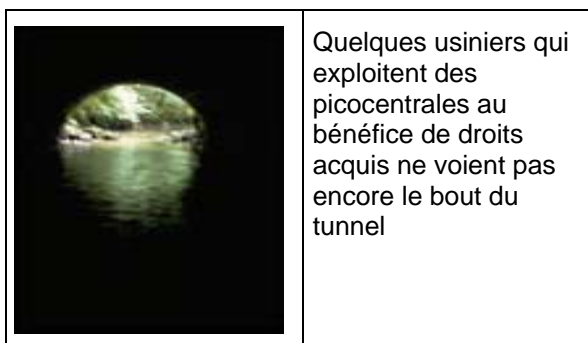 Quelques usiniers qui
exploitent des
picocentrales au
bénéfice de droits
acquis ne voient pas
encore le bout du
tunnel